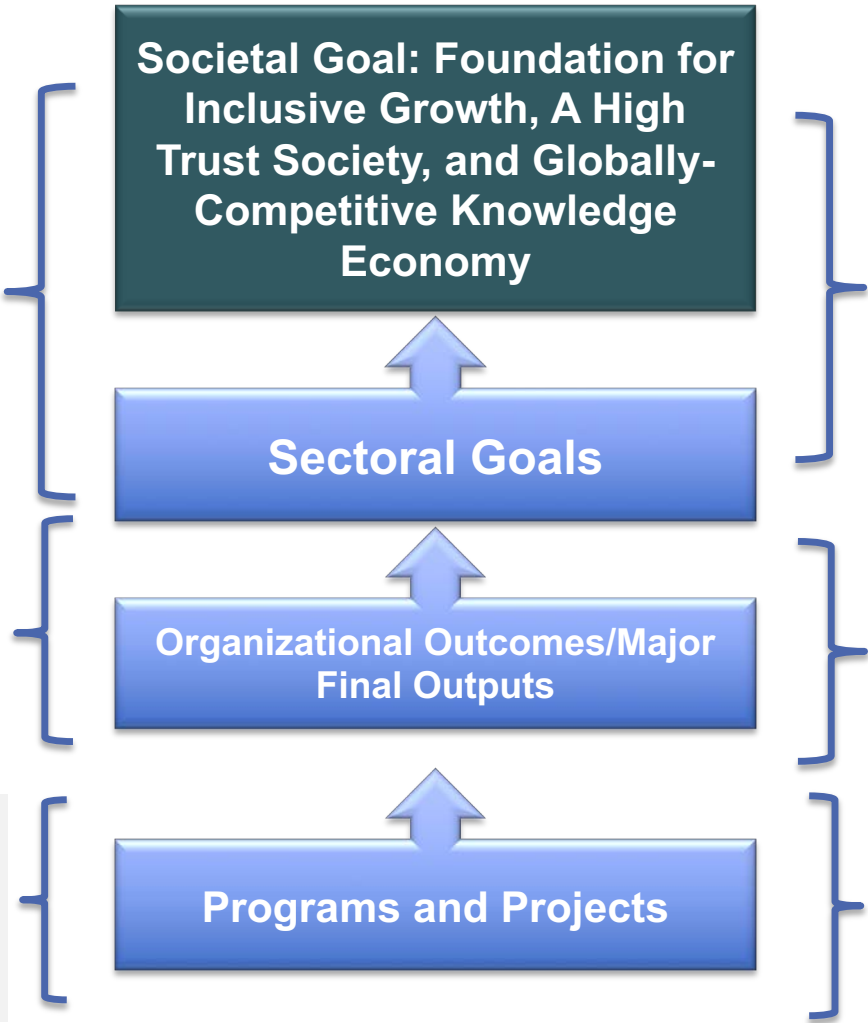 Societal Goal: Foundation for
Inclusive Growth, A High
Trust Society, and Globally-
Competitive Knowledge
Economy
Sectoral Goals
Organizational Outcomes/Major
Final Outputs
Programs and Projects